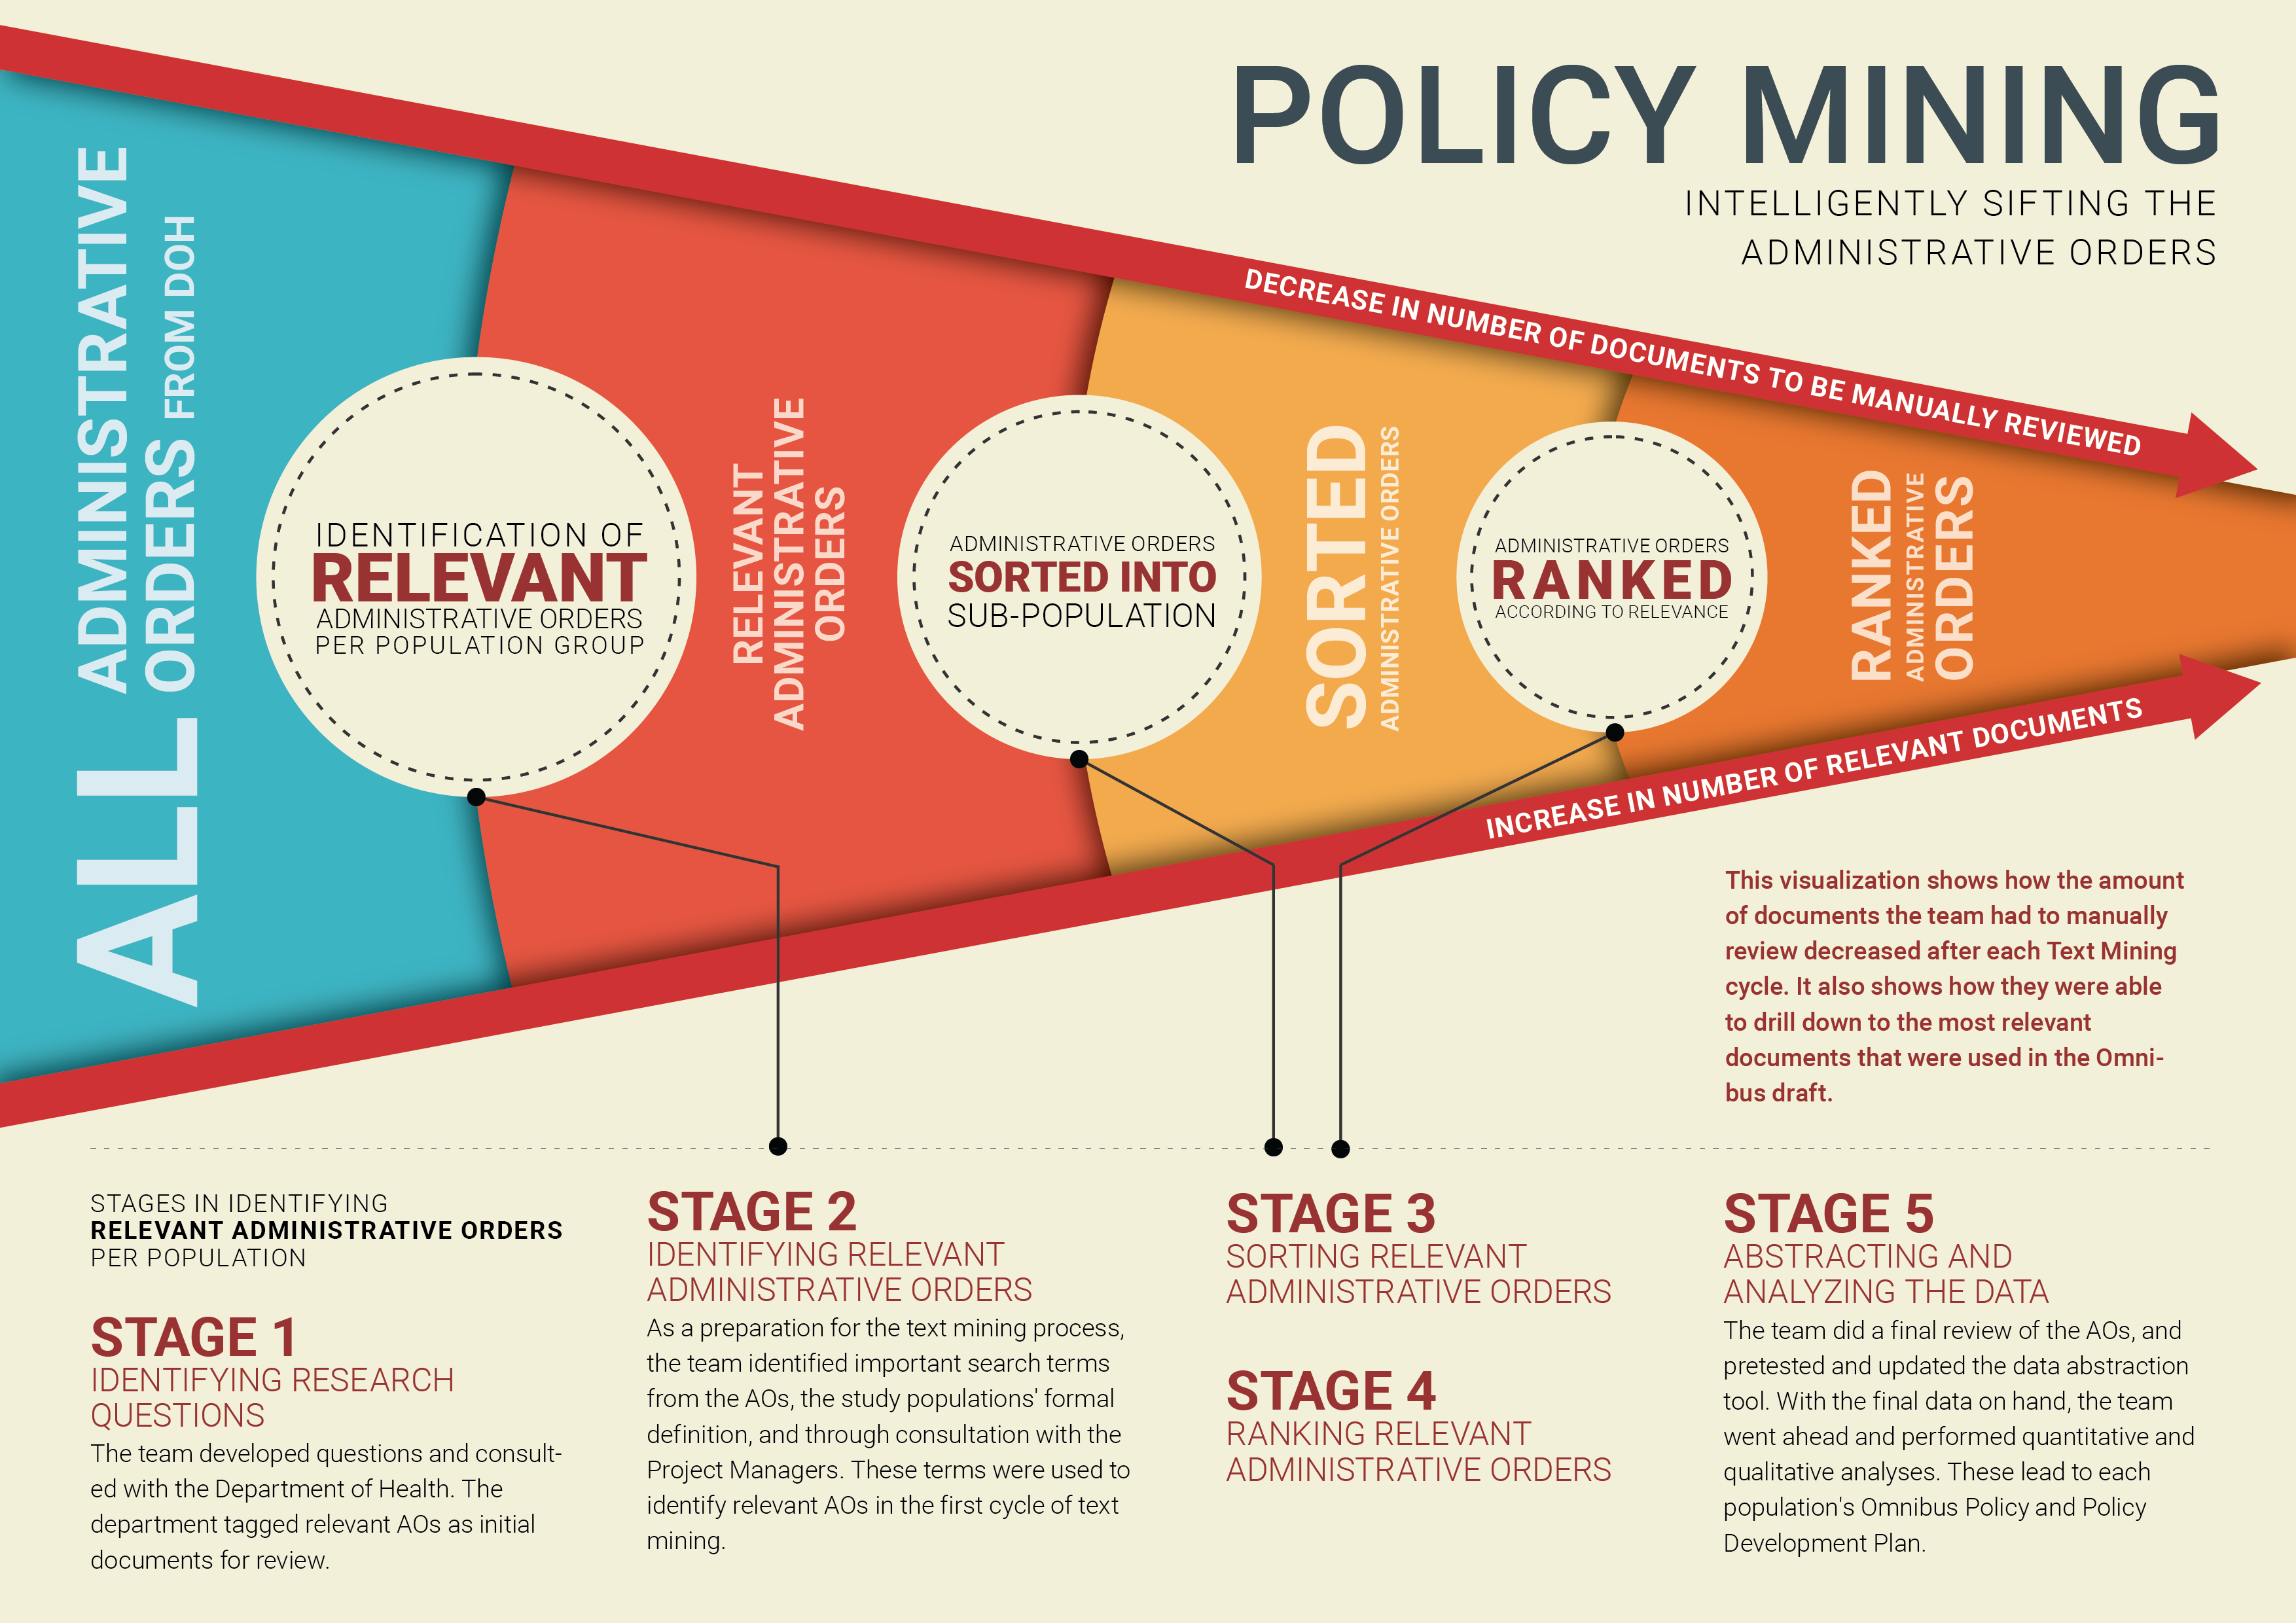 POLICY MINING
INTELLIGENTLY SIFTING THE
ADMINISTRATIVE ORDERS
DECREASE IN NUMBER OF DOCUMENTS TO BE MANUALLY REVIEWED
ALL
ADMINISTRATIVE
ORDERS FROM DOH
IDENTIFICATION OF
RELEVANT
ADMINISTRATIVE ORDERS
PER POPULATION GROUP
RELEVANT
ADMINISTRATIVE
ORDERS
ADMINISTRATIVE ORDERS
SORTED INTO
SUB-POPULATION
SORTED
ADMINISTRATIVE ORDERS
ADMINISTRATIVE ORDERS
RANKED
ACCORDING TO RELEVANCE
RANKED
ADMINISTRATIVE
ORDERS
INCREASE IN NUMBER OF RELEVANT DOCUMENTS
This visualization shows how the amount
of documents the team had to manually
review decreased after each Text Mining
cycle. It also shows how they were able
to drill down to the most relevant
documents that were used in the Omni-
bus draft.
STAGES IN IDENTIFYING
RELEVANT ADMINISTRATIVE ORDERS
PER POPULATION
STAGE 1
IDENTIFYING RESEARCH
QUESTIONS
The team developed questions and consult-
ed with the Department of Health. The
department tagged relevant AOs as initial
documents for review.
STAGE 2
IDENTIFYING RELEVANT
ADMINISTRATIVE ORDERS
As a preparation for the text mining process,
the team identified important search terms
from the AOs, the study populations' formal
definition, and through consultation with the
Project Managers. These terms were used to
identify relevant AOs in the first cycle of text
mining.
STAGE 3
SORTING RELEVANT
ADMINISTRATIVE ORDERS
STAGE 4
RANKING RELEVANT
ADMINISTRATIVE ORDERS
STAGE 5
ABSTRACTING AND
ANALYZING THE DATA
The team did a final review of the AOs, and
pretested and updated the data abstraction
tool. With the final data on hand, the team
went ahead and performed quantitative and
qualitative analyses. These lead to each
population's Omnibus Policy and Policy
Development Plan.